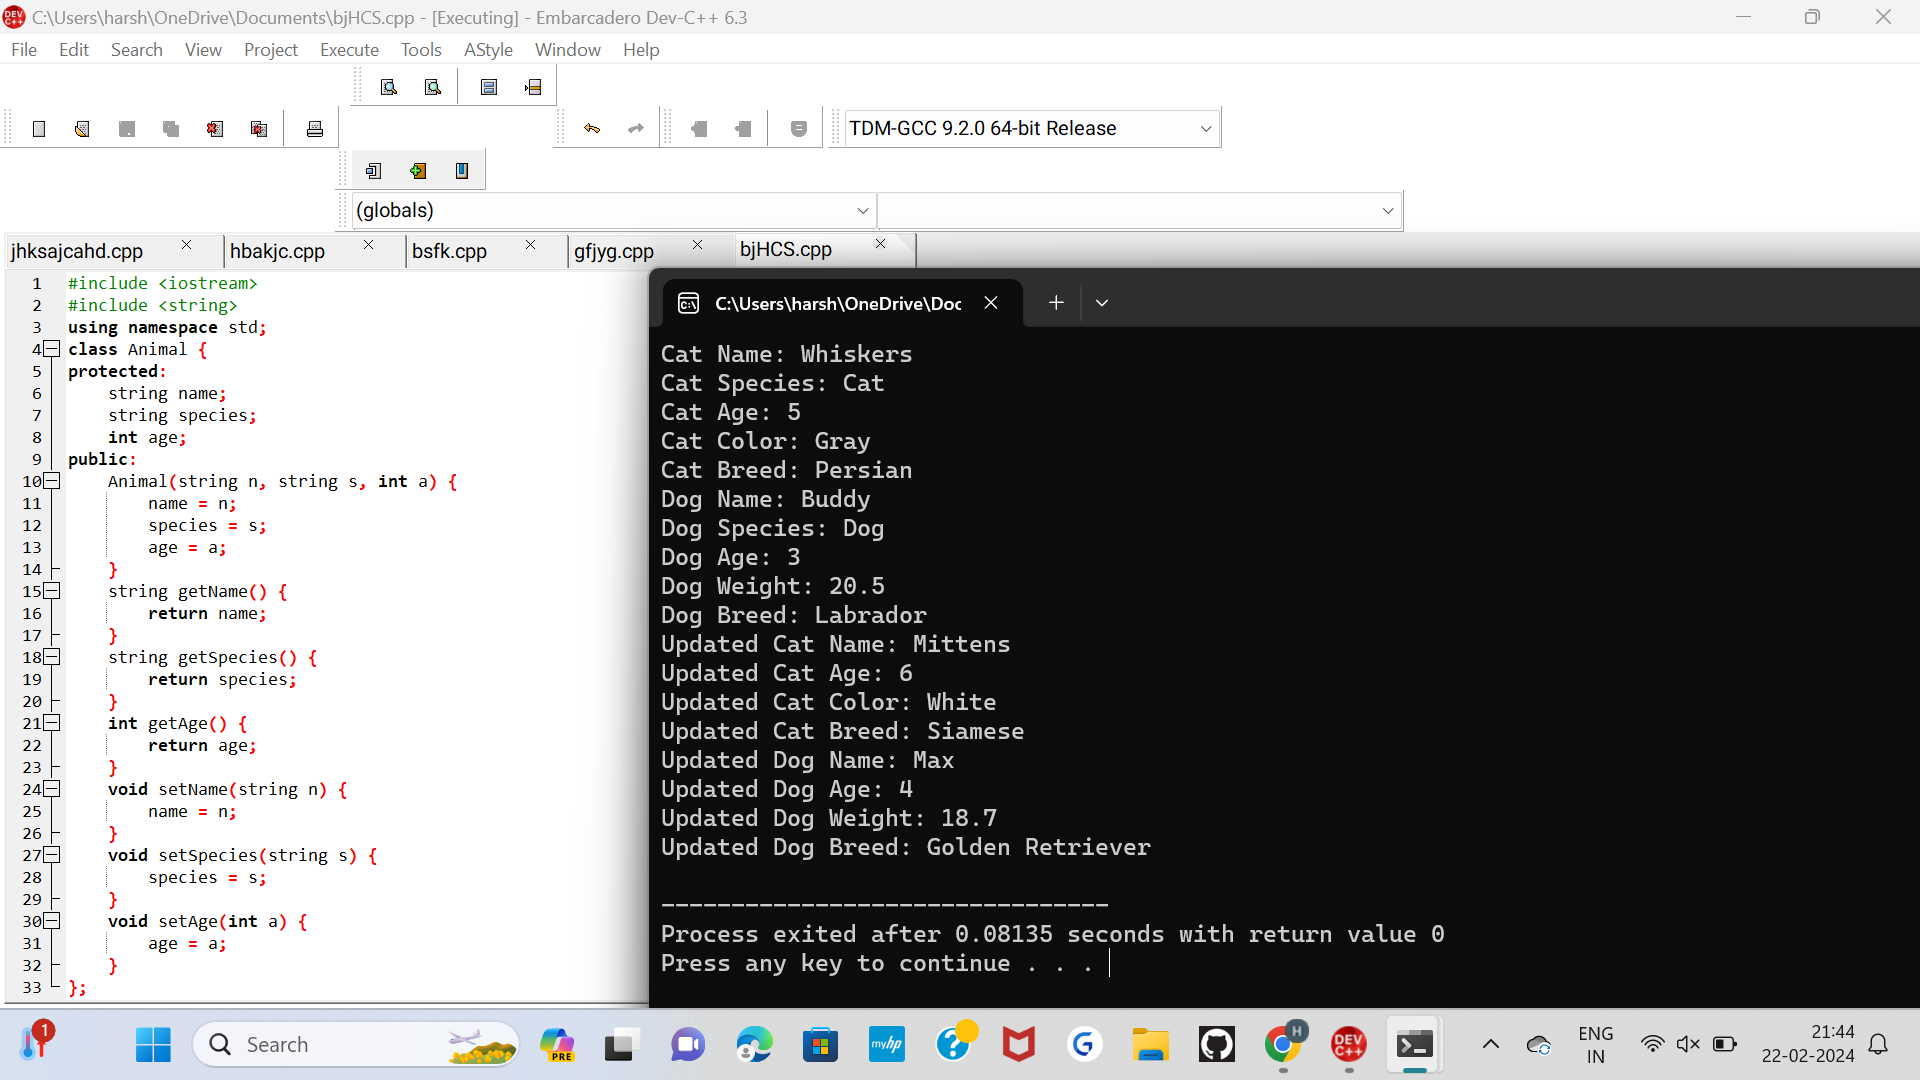 C:\Users\harsh\OneDrive\Documents\bjHCS.cpp - [Executing] - Embarcadero Dev-C++ 6.3
File Edit Search View Project Execute Tools AStyle Window Help
TDM-GCC 9.2.0 64-bit Release
(globals)
jhksajcahd.cpp hbakjc.cpp bsfk.cpp gfjyg.cpp bjHCS.cpp
1 #include <iostream>
2 #include <string>
3 using namespace std;
4 class Animal {
5 protected:
6 string name;
7 string species;
8 int age;
9 public:
10 Animal(string n, string s, int a) {
11 name = n;
12 species = s;
13 age = a;
14 }
15 string getName() {
16 return name;
17 }
18 string getSpecies() {
19 return species;
20 }
21 int getAge() {
22 return age;
23 }
24 void setName(string n) {
25 name = n;
26 }
27 void setSpecies(string s) {
28 species = s;
29 }
30 void setAge(int a) {
31 age = a;
32 }
33 };
C:\Users\harsh\OneDrive\Doc
Cat Name: Whiskers
Cat Species: Cat
Cat Age: 5
Cat Color: Gray
Cat Breed: Persian
Dog Name: Buddy
Dog Species: Dog
Dog Age: 3
Dog Weight: 20.5
Dog Breed: Labrador
Updated Cat Name: Mittens
Updated Cat Age: 6
Updated Cat Color: White
Updated Cat Breed: Siamese
Updated Dog Name: Max
Updated Dog Age: 4
Updated Dog Weight: 18.7
Updated Dog Breed: Golden Retriever
--------------------------------
Process exited after 0.08135 seconds with return value 0
Press any key to continue . . .
1
Search
PRE
myhp
H
DEV C++
ENG
IN
21:44
22-02-2024